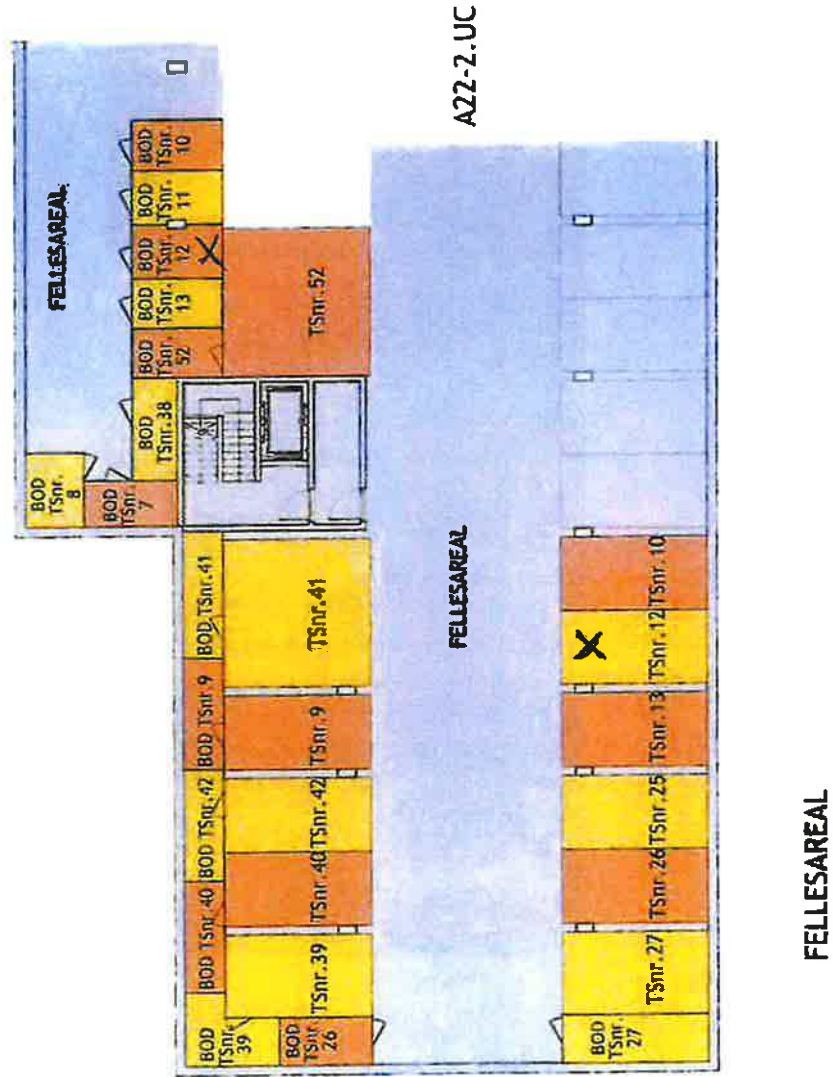 A22-2.UC
FELLESAREAL
BOD
TSnr.
10
BOD
TSnr.
11
BOD
TSnr.
12
X
BOD
TSnr.
13
BOD
TSnr.
52
BOD
TSnr.38
BOD
TSnr.
8
BOD
TSnr.
7
TSnr.52
BOD TSnr.41
BOD TSnr.9
BOD TSnr.42
BOD TSnr.40
BOD
TSnr.
39
BOD
TSnr.
26
TSnr.41
TSnr.9
TSnr.42
TSnr.40
TSnr.39
FELLESAREAL
TSnr.10
X
TSnr.12
TSnr.13
TSnr.25
TSnr.26
TSnr.27
BOD
TSnr.
27
FELLESAREAL